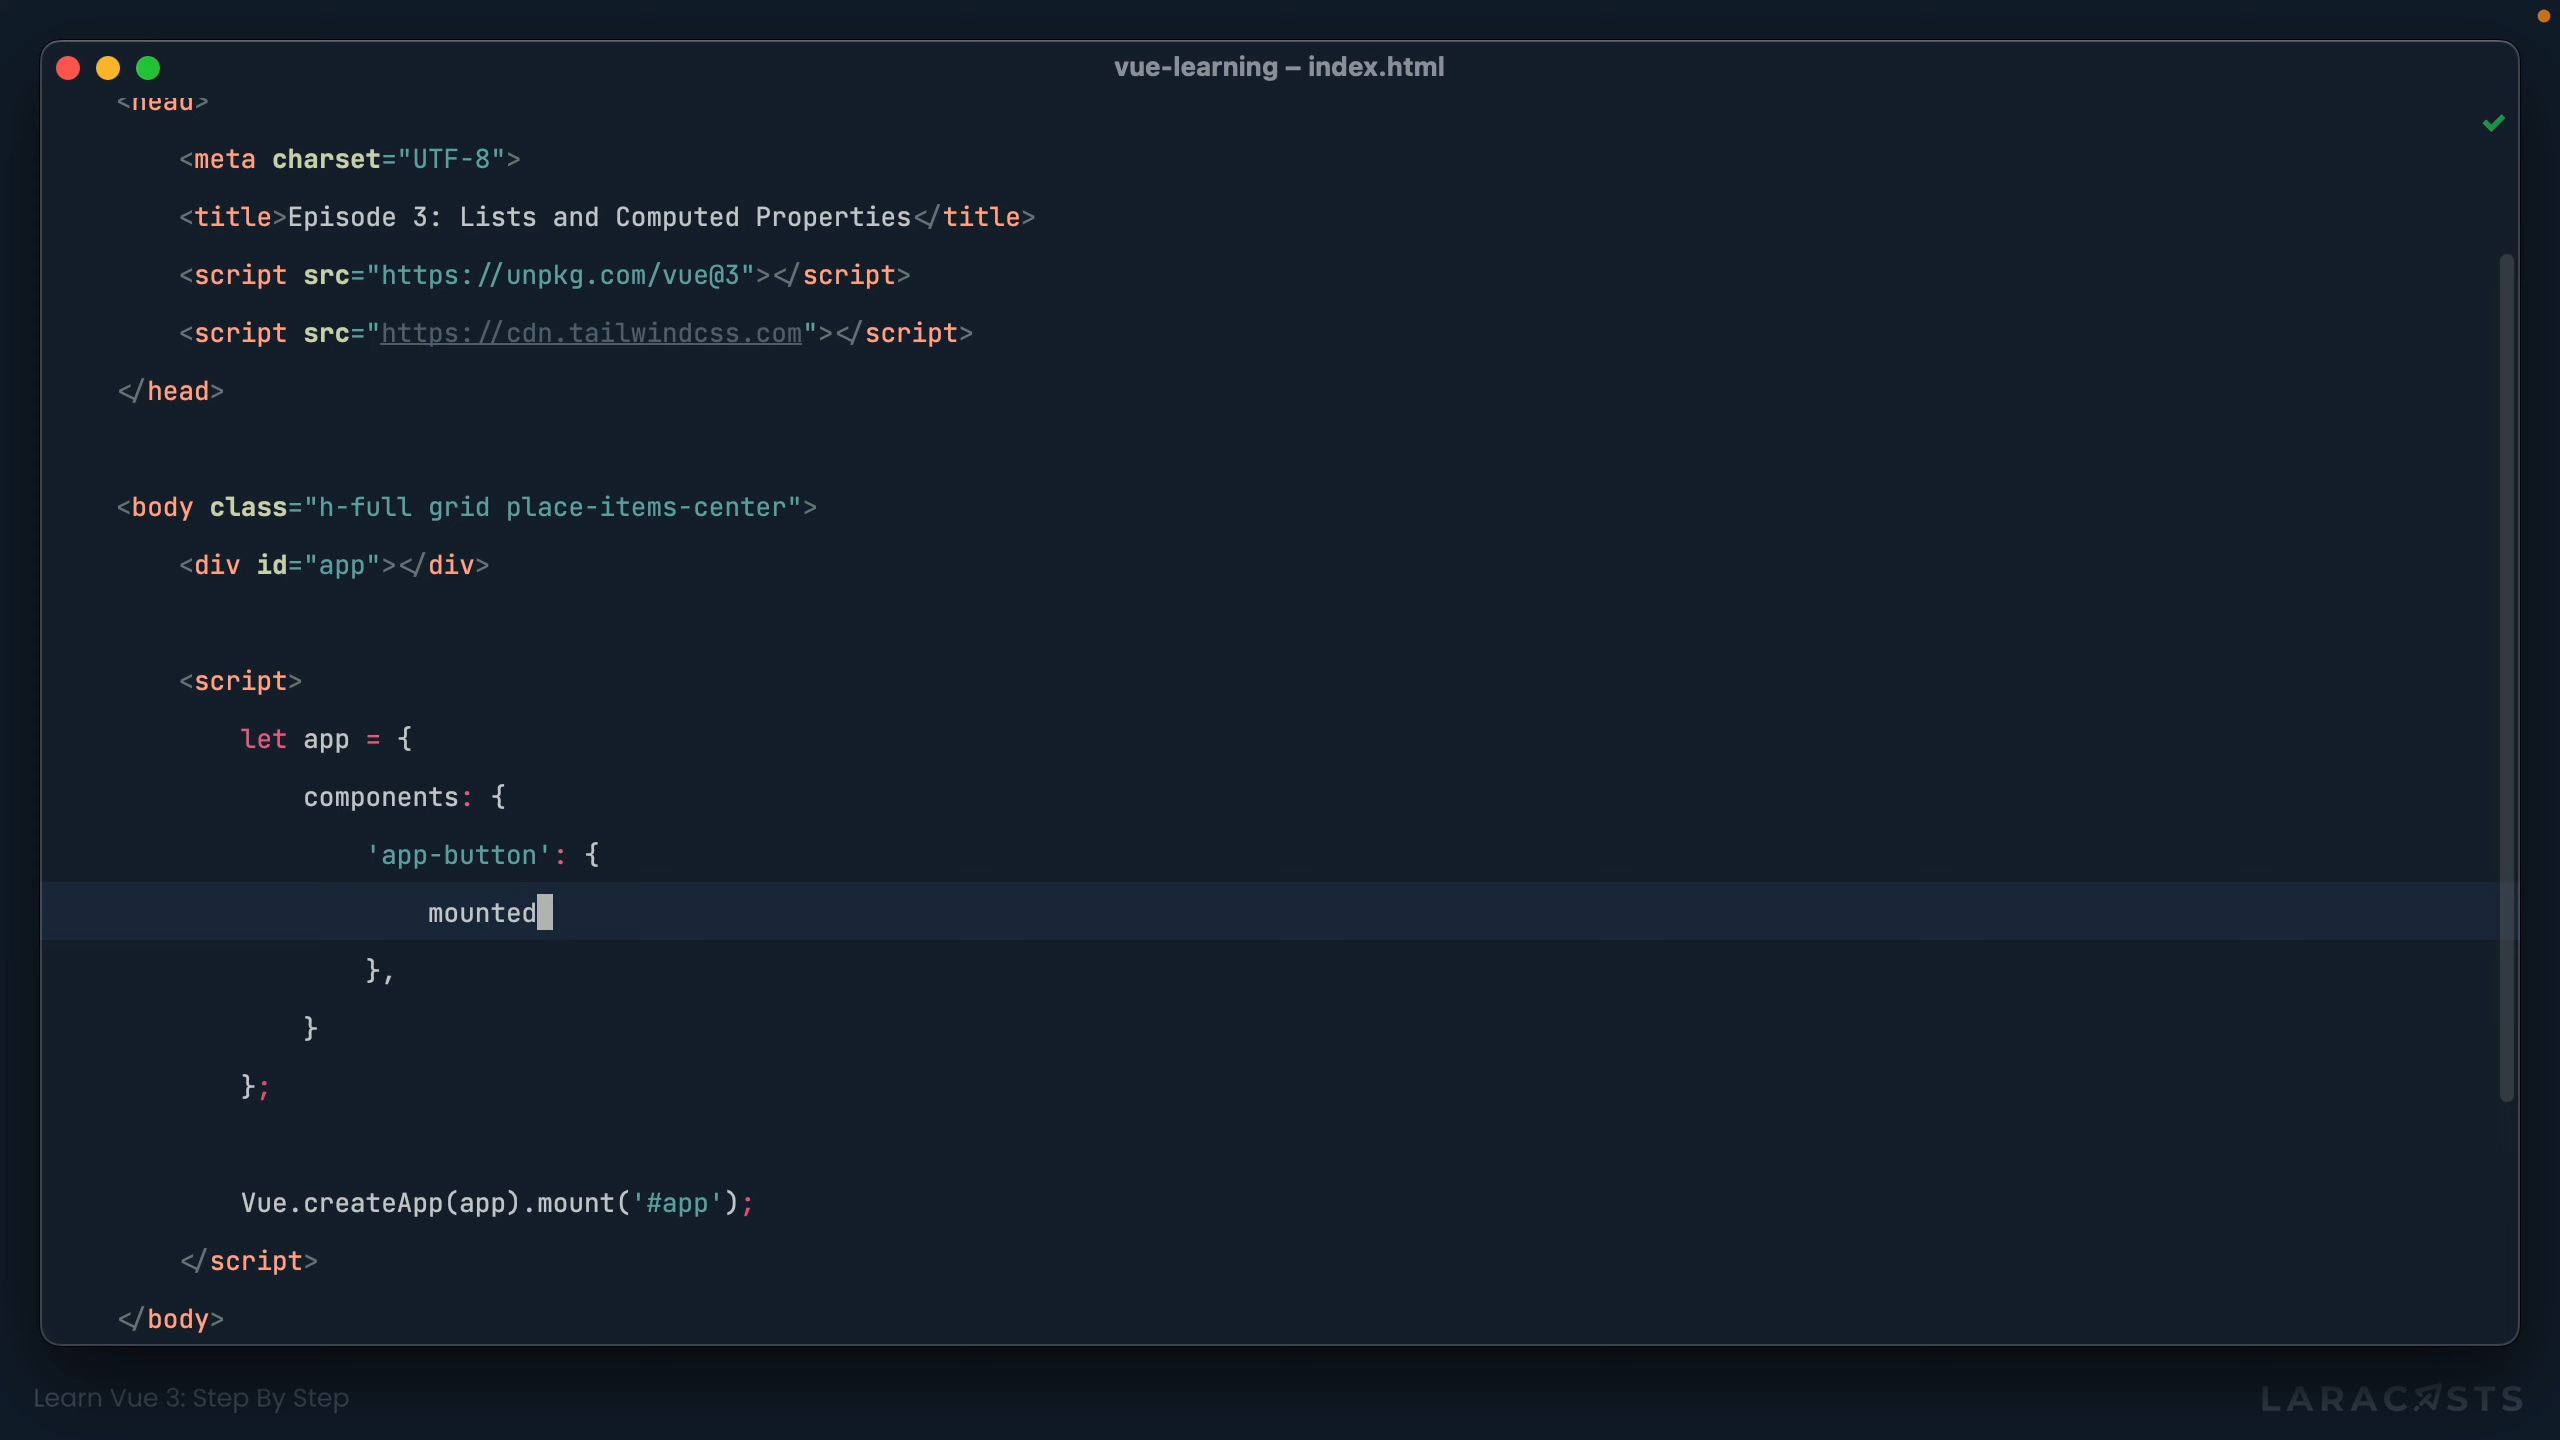 vue-learning – index.html
<head>
<meta charset="UTF-8">
<title>Episode 3: Lists and Computed Properties</title>
<script src="https://unpkg.com/vue@3"></script>
<script src="https://cdn.tailwindcss.com"></script>
</head>
<body class="h-full grid place-items-center">
<div id="app"></div>
<script>
let app = {
components: {
'app-button': {
mounted
},
}
};
Vue.createApp(app).mount('#app');
</script>
</body>
Learn Vue 3: Step By Step
LARACASTS